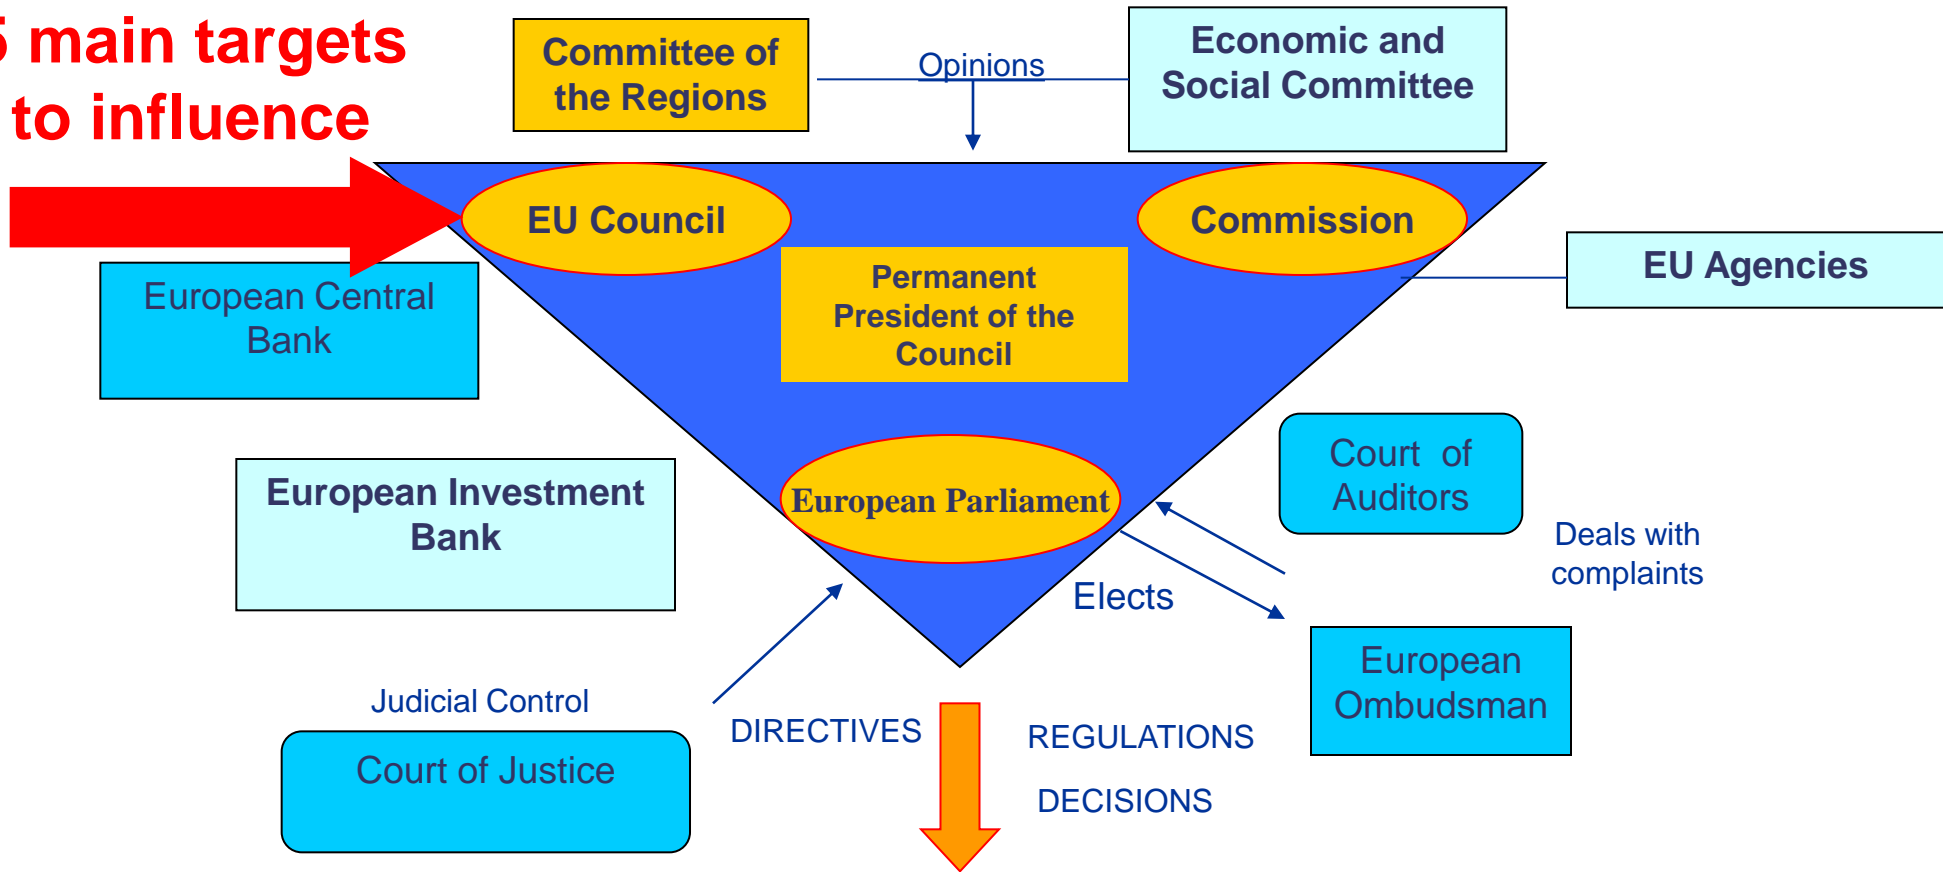 5 main targets
to influence
Committee of
the Regions
Opinions
Economic and
Social Committee
EU Council
Commission
Permanent
President of the
Council
EU Agencies
European Central
Bank
European Investment
Bank
European Parliament
Court of
Auditors
Deals with
complaints
Elects
European
Ombudsman
Judicial Control
Court of Justice
DIRECTIVES
REGULATIONS
DECISIONS